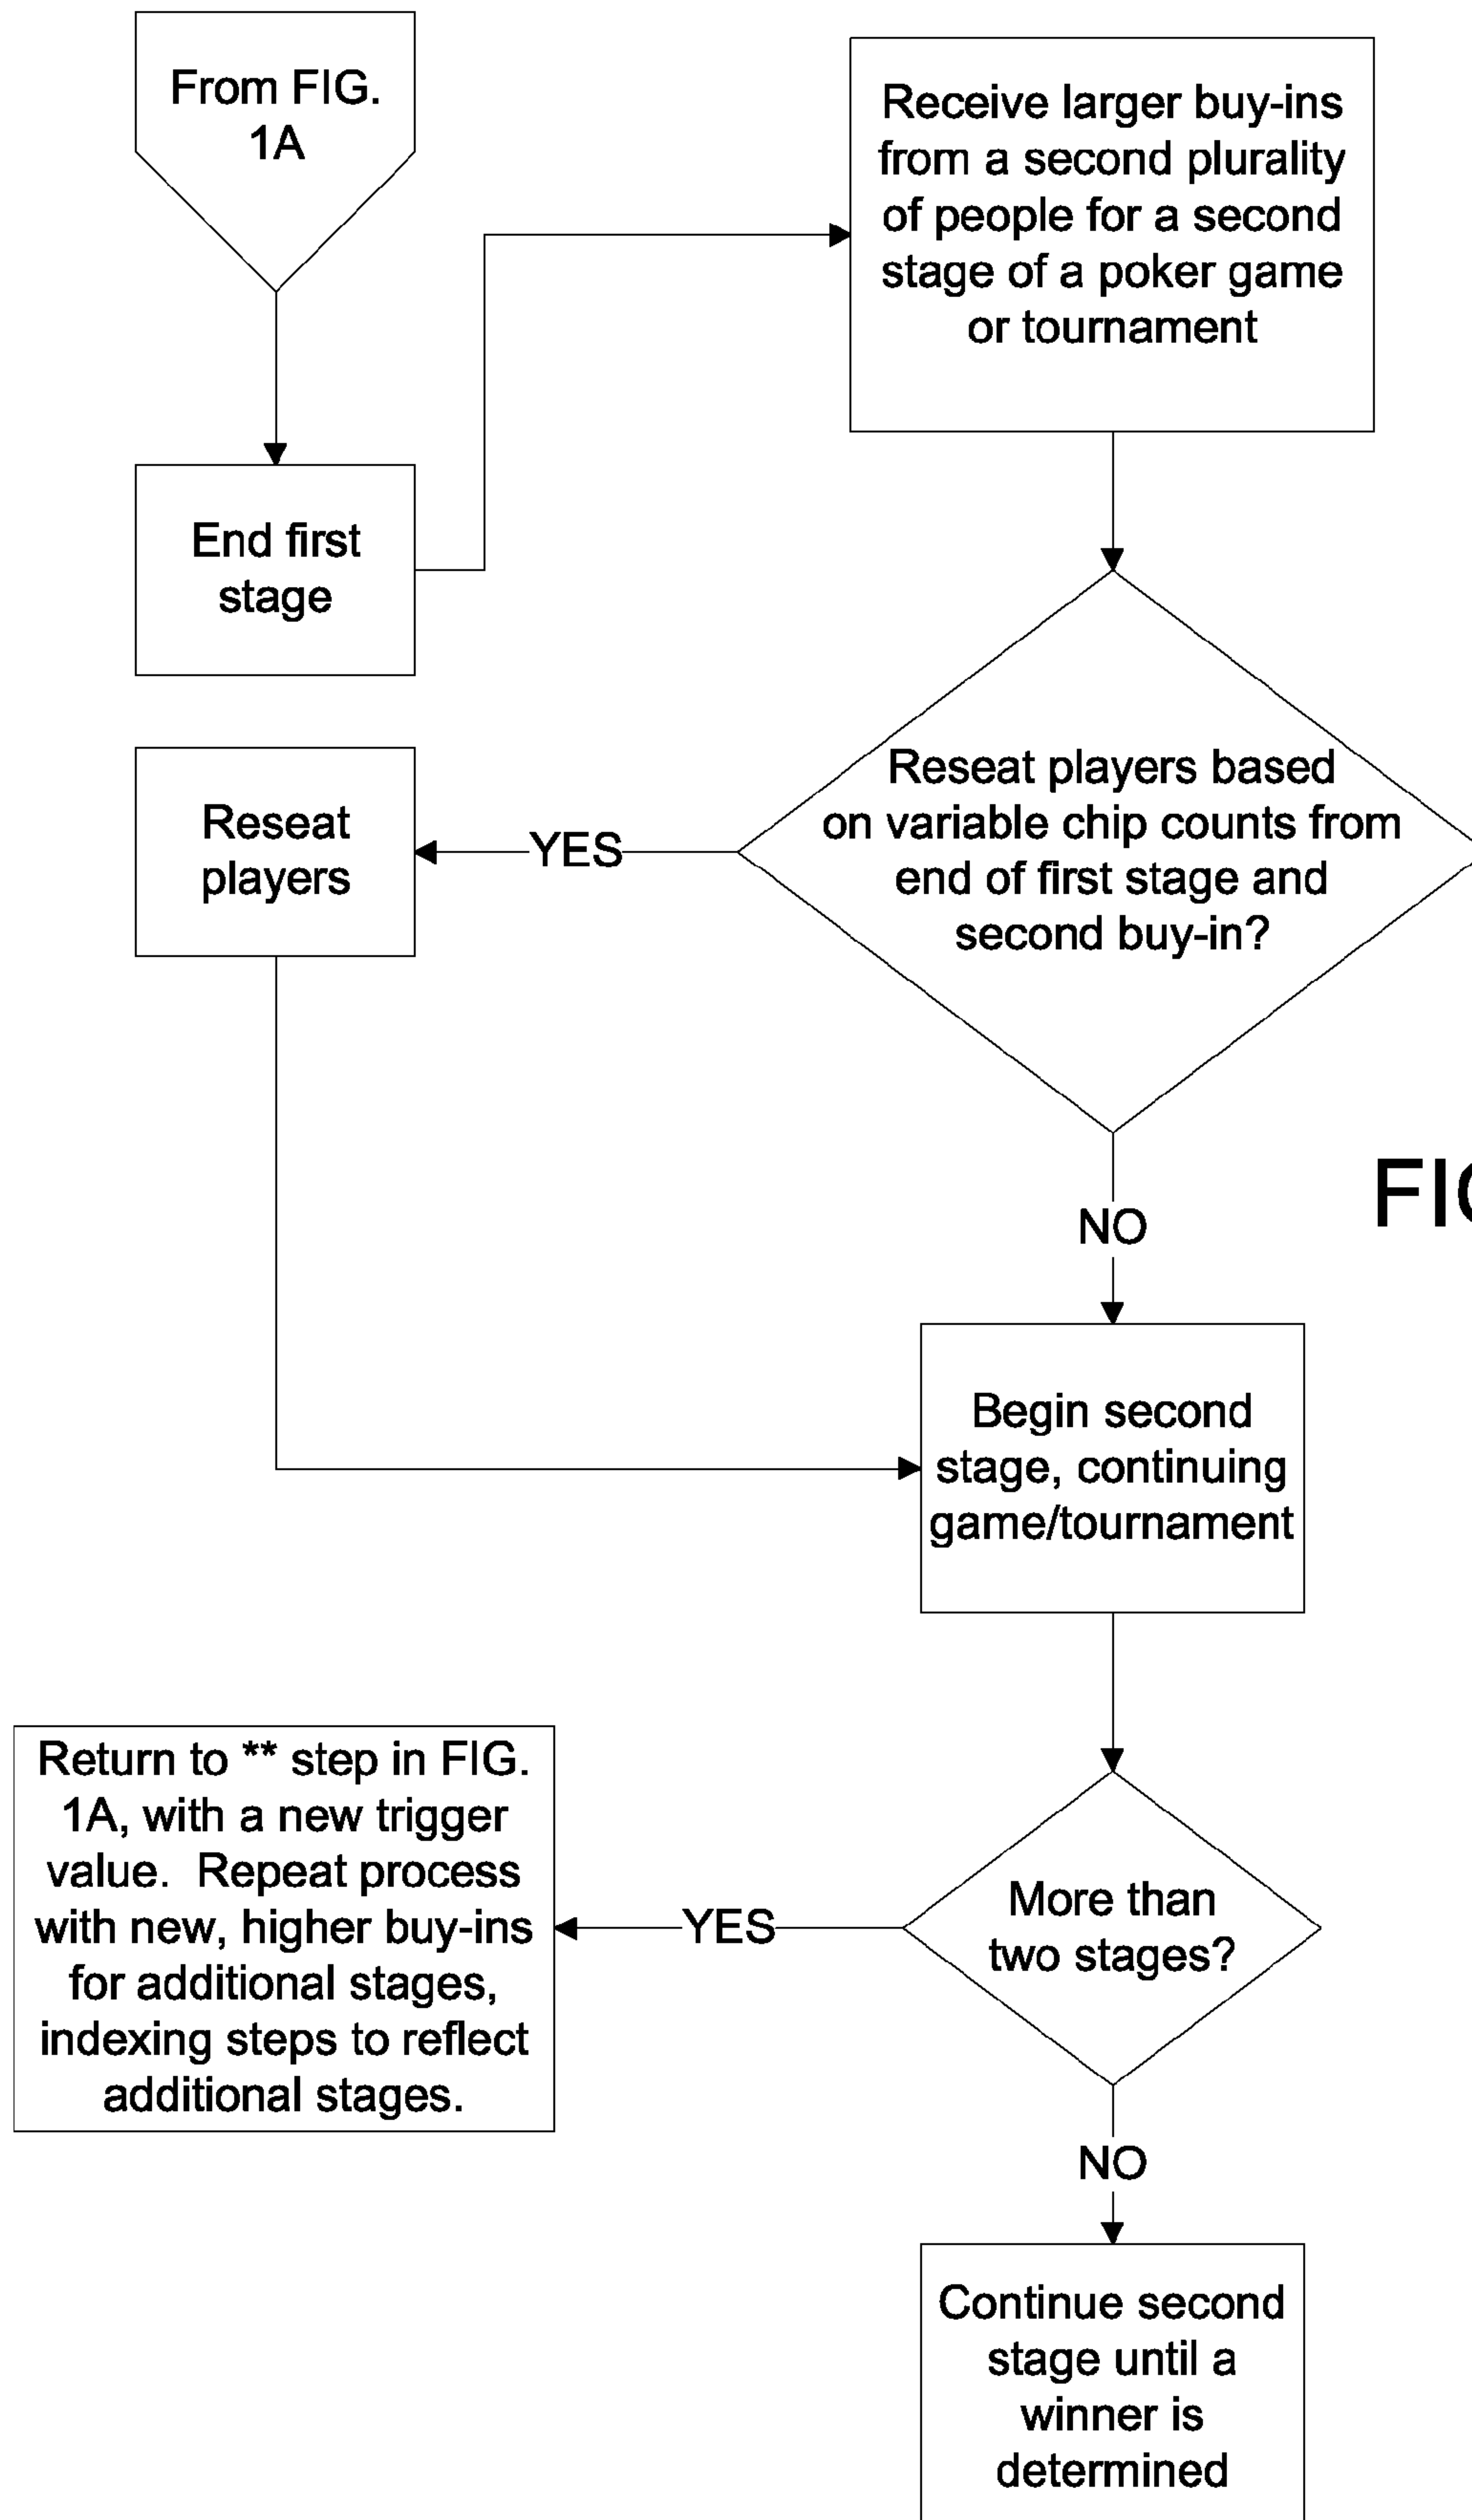 From FIG.
1A
Receive larger buy-ins
from a second plurality
of people for a second
stage of a poker game
or tournament
End first
stage
Reseat players based
on variable chip counts from
end of first stage and
second buy-in?
YES
Reseat
players
NO
Begin second
stage, continuing
game/tournament
More than
two stages?
YES
Return to ** step in FIG.
1A, with a new trigger
value.  Repeat process
with new, higher buy-ins
for additional stages,
indexing steps to reflect
additional stages.
NO
Continue second
stage until a
winner is
determined